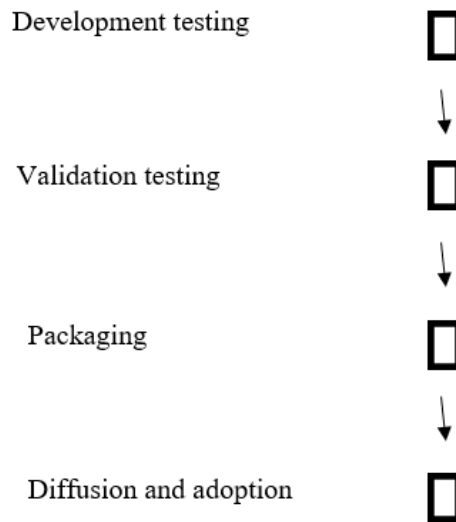 Development testing
Validation testing
Packaging
Diffusion and adoption